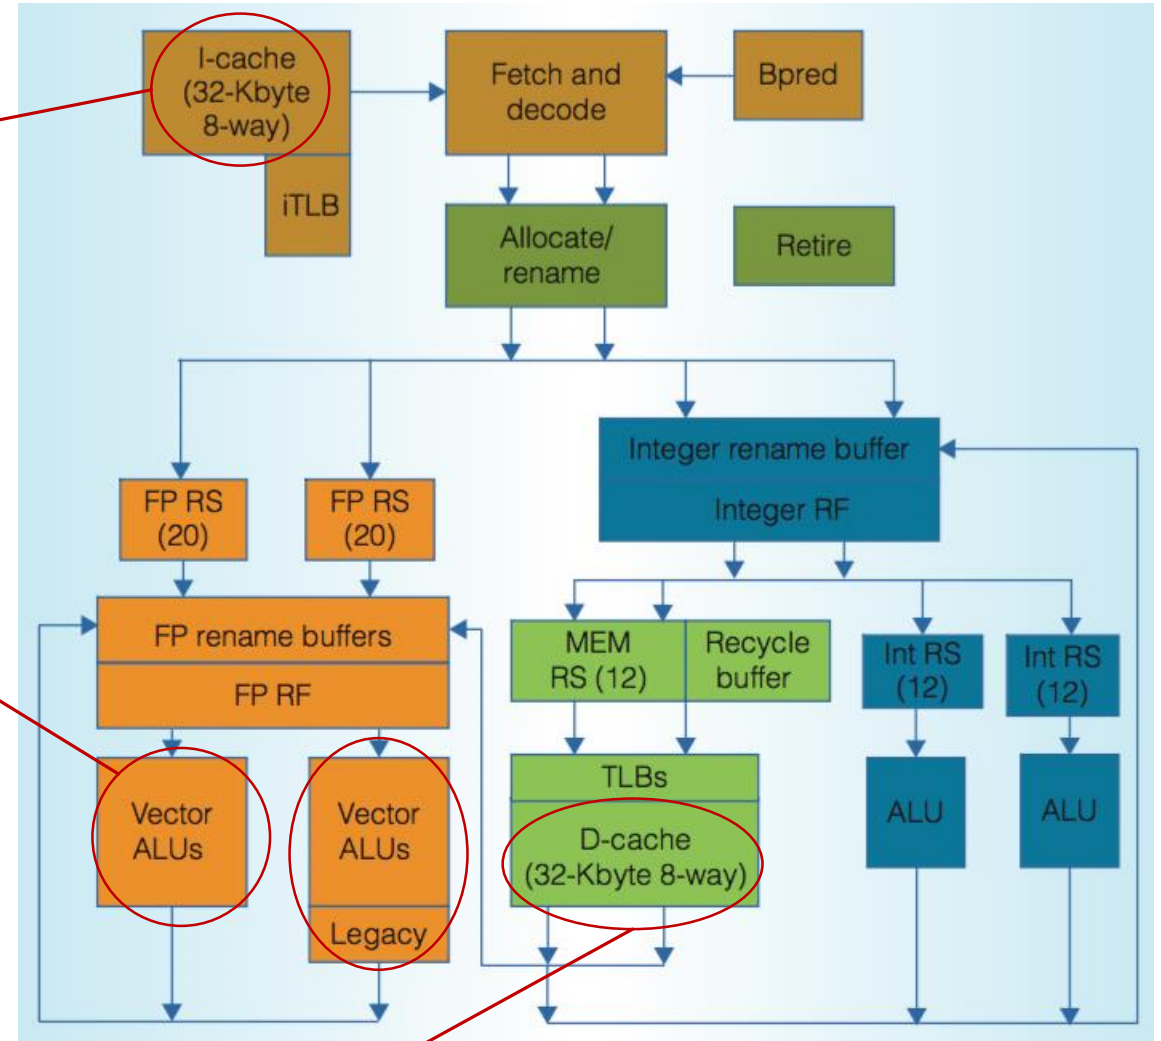 I-cache
(32-Kbyte
8-way)
Fetch and
decode
Bpred
iTLB
Allocate/
rename
Retire
Integer rename buffer
Integer RF
FP RS
(20)
FP RS
(20)
FP rename buffers
FP RF
MEM
RS (12)
Recycle
buffer
Int RS
(12)
Int RS
(12)
Vector
ALUs
Vector
ALUs
Legacy
TLBs
D-cache
(32-Kbyte 8-way)
ALU
ALU